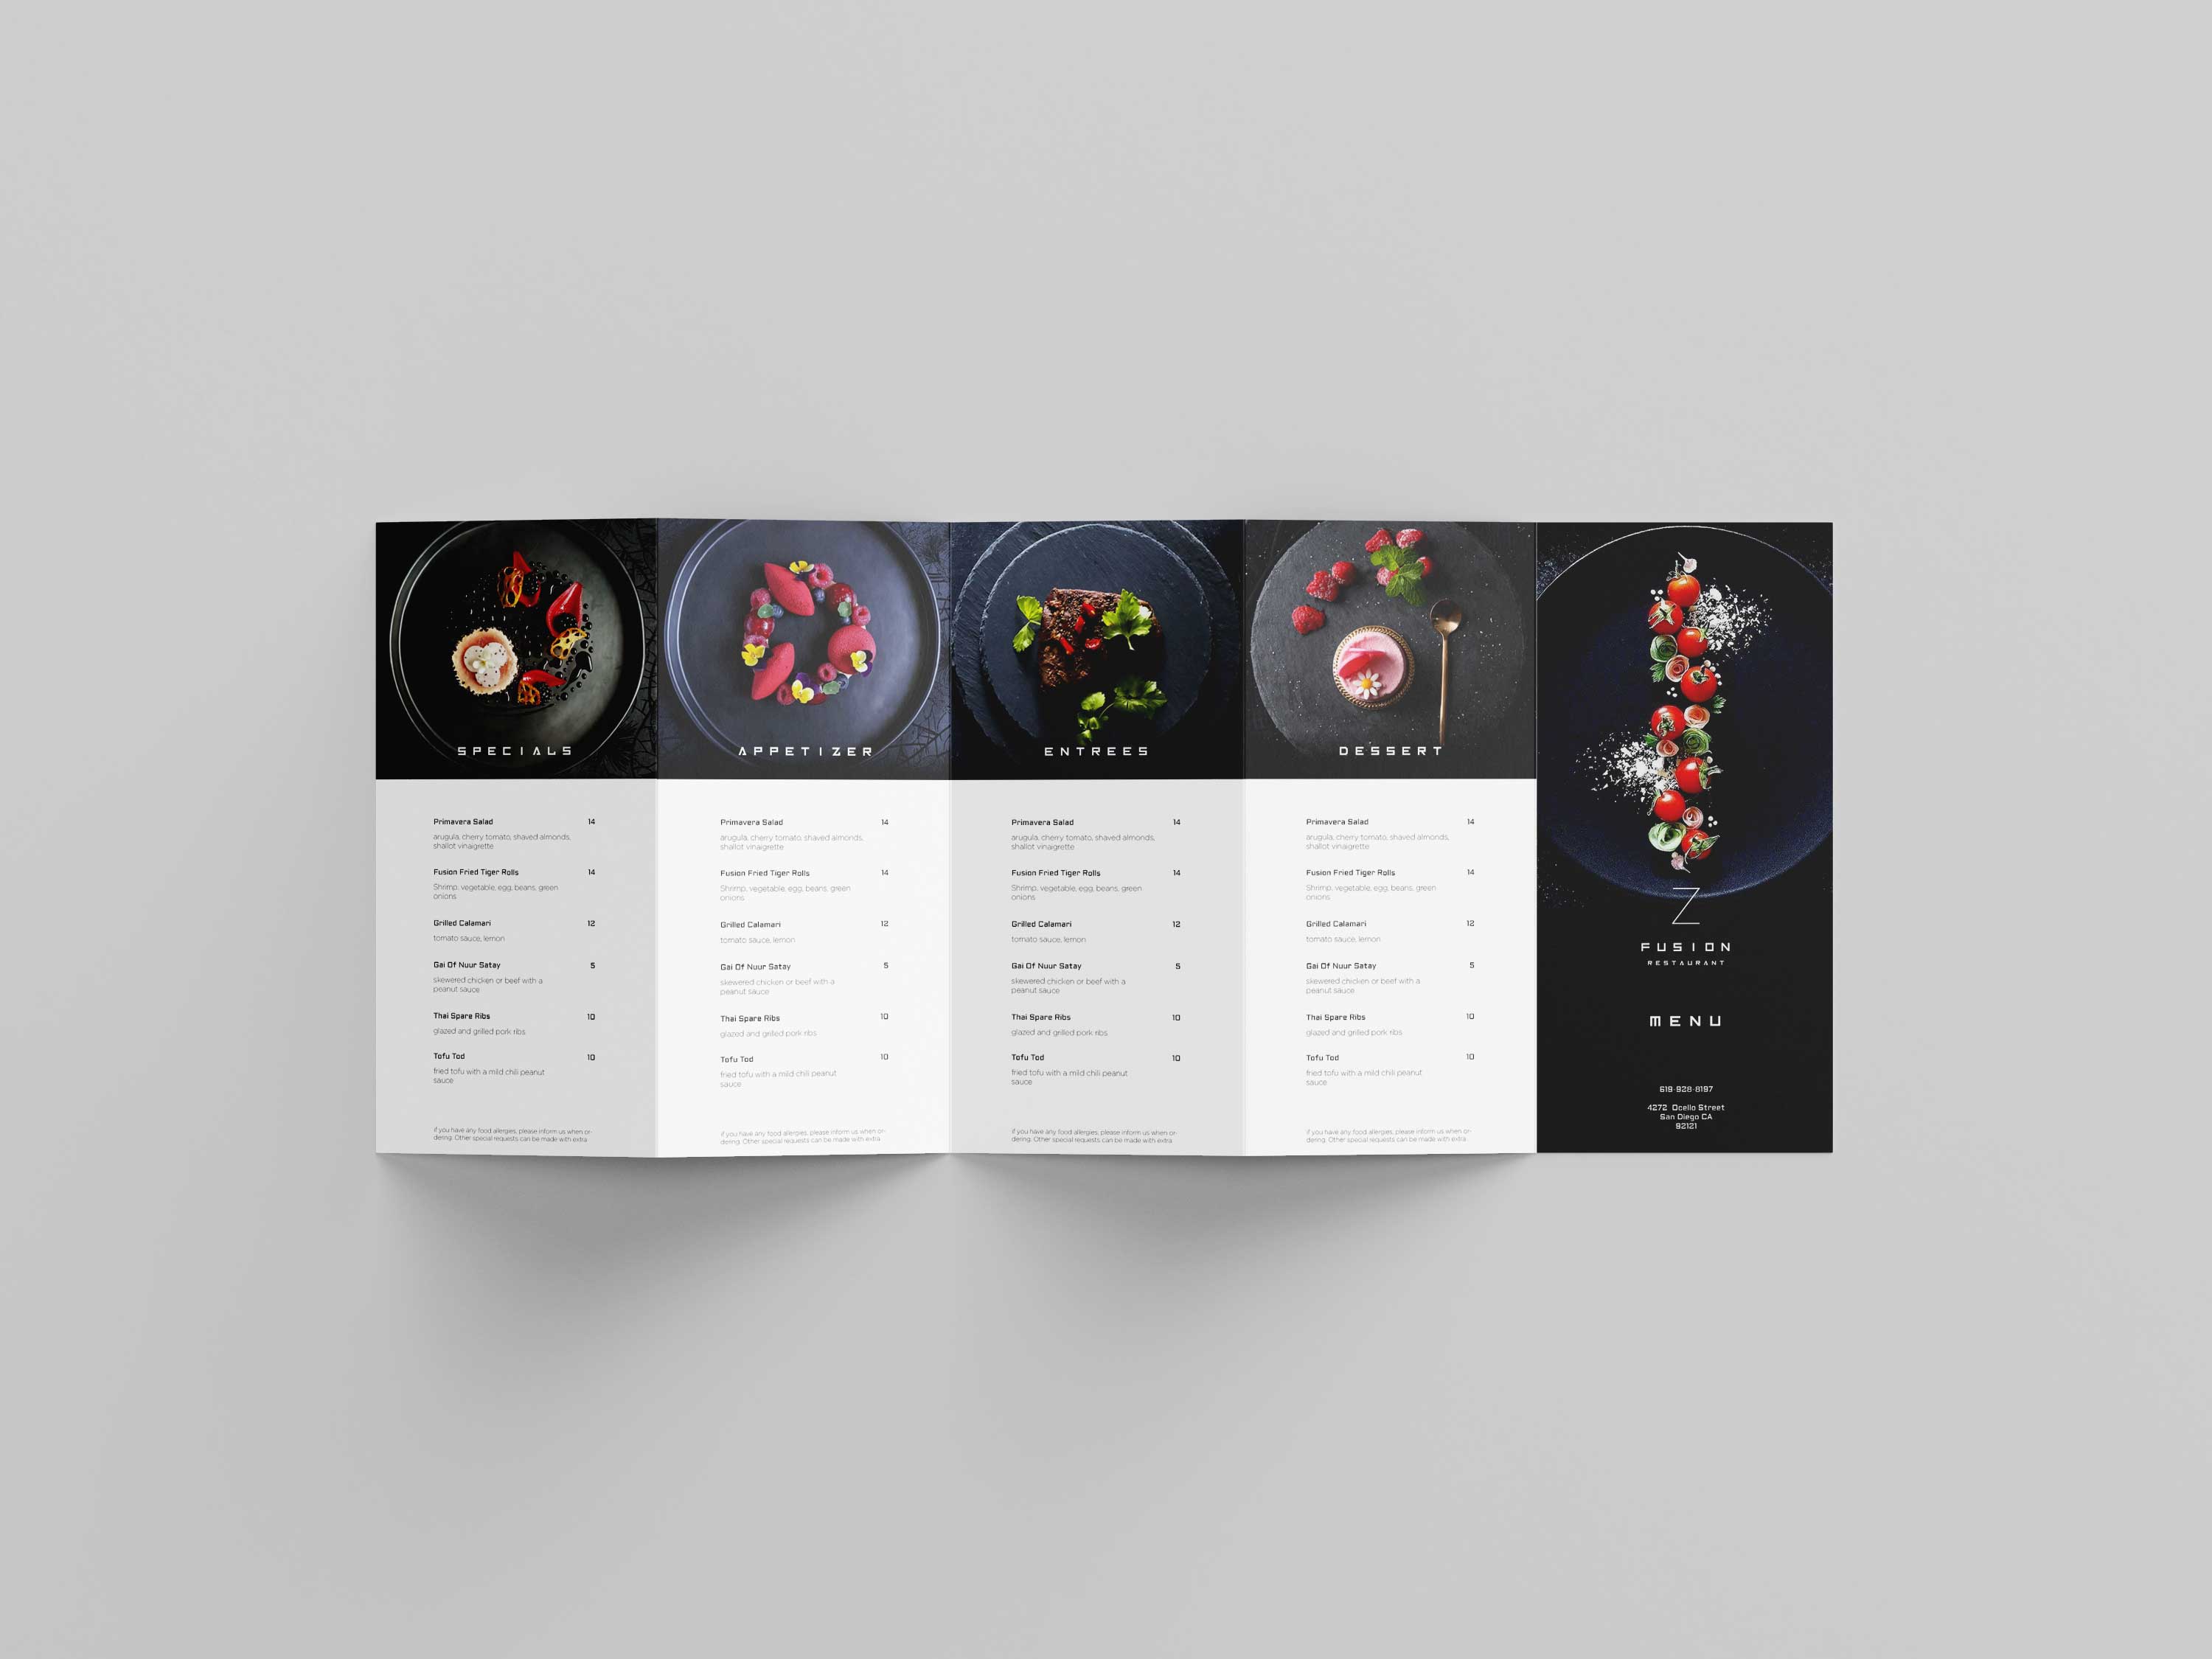 SPECIALS
Primavera Salad 14
arugula, cherry tomato, shaved almonds,
shallot vinaigrette
Fusion Fried Tiger Rolls 14
Shrimp, vegetable, egg, beans, green
onions
Grilled Calamari 12
tomato sauce, lemon
Gai Of Nuur Satay 5
skewered chicken or beef with a
peanut sauce
Thai Spare Ribs 10
glazed and grilled pork ribs
Tofu Tod 10
fried tofu with a mild chili peanut
sauce
if you have any food allergies, please inform us when or-
dering. Other special requests can be made with extra
APPETIZER
Primavera Salad 14
arugula, cherry tomato, shaved almonds,
shallot vinaigrette
Fusion Fried Tiger Rolls 14
Shrimp, vegetable, egg, beans, green
onions
Grilled Calamari 12
tomato sauce, lemon
Gai Of Nuur Satay 5
skewered chicken or beef with a
peanut sauce
Thai Spare Ribs 10
glazed and grilled pork ribs
Tofu Tod 10
fried tofu with a mild chili peanut
sauce
if you have any food allergies, please inform us when or-
dering. Other special requests can be made with extra
ENTREES
Primavera Salad 14
arugula, cherry tomato, shaved almonds,
shallot vinaigrette
Fusion Fried Tiger Rolls 14
Shrimp, vegetable, egg, beans, green
onions
Grilled Calamari 12
tomato sauce, lemon
Gai Of Nuur Satay 5
skewered chicken or beef with a
peanut sauce
Thai Spare Ribs 10
glazed and grilled pork ribs
Tofu Tod 10
fried tofu with a mild chili peanut
sauce
if you have any food allergies, please inform us when or-
dering. Other special requests can be made with extra
DESSERT
Primavera Salad 14
arugula, cherry tomato, shaved almonds,
shallot vinaigrette
Fusion Fried Tiger Rolls 14
Shrimp, vegetable, egg, beans, green
onions
Grilled Calamari 12
tomato sauce, lemon
Gai Of Nuur Satay 5
skewered chicken or beef with a
peanut sauce
Thai Spare Ribs 10
glazed and grilled pork ribs
Tofu Tod 10
fried tofu with a mild chili peanut
sauce
if you have any food allergies, please inform us when or-
dering. Other special requests can be made with extra
Z
FUSION
RESTAURANT
MENU
619-928-8197
4272 Ocello Street
San Diego CA
92121